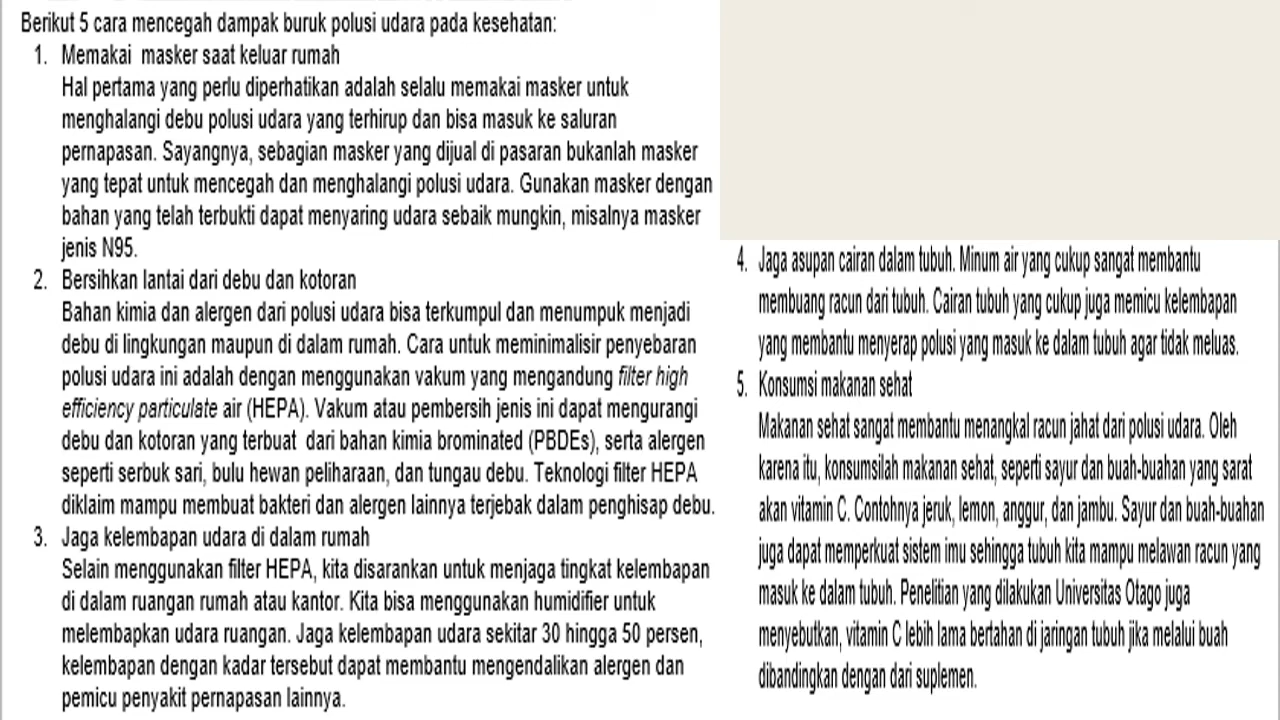 Berikut 5 cara mencegah dampak buruk polusi udara pada kesehatan:
1. Memakai masker saat keluar rumah
Hal pertama yang perlu diperhatikan adalah selalu memakai masker untuk
menghalangi debu polusi udara yang terhirup dan bisa masuk ke saluran
pernapasan. Sayangnya, sebagian masker yang dijual di pasaran bukanlah masker
yang tepat untuk mencegah dan menghalangi polusi udara. Gunakan masker dengan
bahan yang telah terbukti dapat menyaring udara sebaik mungkin, misalnya masker
jenis N95.
2. Bersihkan lantai dari debu dan kotoran
Bahan kimia dan alergen dari polusi udara bisa terkumpul dan menumpuk menjadi
debu di lingkungan maupun di dalam rumah. Cara untuk meminimalisir penyebaran
polusi udara ini adalah dengan menggunakan vakum yang mengandung filter high
efficiency particulate air (HEPA). Vakum atau pembersih jenis ini dapat mengurangi
debu dan kotoran yang terbuat dari bahan kimia brominated (PBDEs), serta alergen
seperti serbuk sari, bulu hewan peliharaan, dan tungau debu. Teknologi filter HEPA
diklaim mampu membuat bakteri dan alergen lainnya terjebak dalam penghisap debu.
3. Jaga kelembapan udara di dalam rumah
Selain menggunakan filter HEPA, kita disarankan untuk menjaga tingkat kelembapan
di dalam ruangan rumah atau kantor. Kita bisa menggunakan humidifier untuk
melembapkan udara ruangan. Jaga kelembapan udara sekitar 30 hingga 50 persen,
kelembapan dengan kadar tersebut dapat membantu mengendalikan alergen dan
pemicu penyakit pernapasan lainnya.
4. Jaga asupan cairan dalam tubuh. Minum air yang cukup sangat membantu
membuang racun dari tubuh. Cairan tubuh yang cukup juga memicu kelembapan
yang membantu menyerap polusi yang masuk ke dalam tubuh agar tidak meluas.
5. Konsumsi makanan sehat
Makanan sehat sangat membantu menangkal racun jahat dari polusi udara. Oleh
karena itu, konsumsilah makanan sehat, seperti sayur dan buah-buahan yang sarat
akan vitamin C. Contohnya jeruk, lemon, anggur, dan jambu. Sayur dan buah-buahan
juga dapat memperkuat sistem imu sehingga tubuh kita mampu melawan racun yang
masuk ke dalam tubuh. Penelitian yang dilakukan Universitas Otago juga
menyebutkan, vitamin C lebih lama bertahan di jaringan tubuh jika melalui buah
dibandingkan dengan dari suplemen.